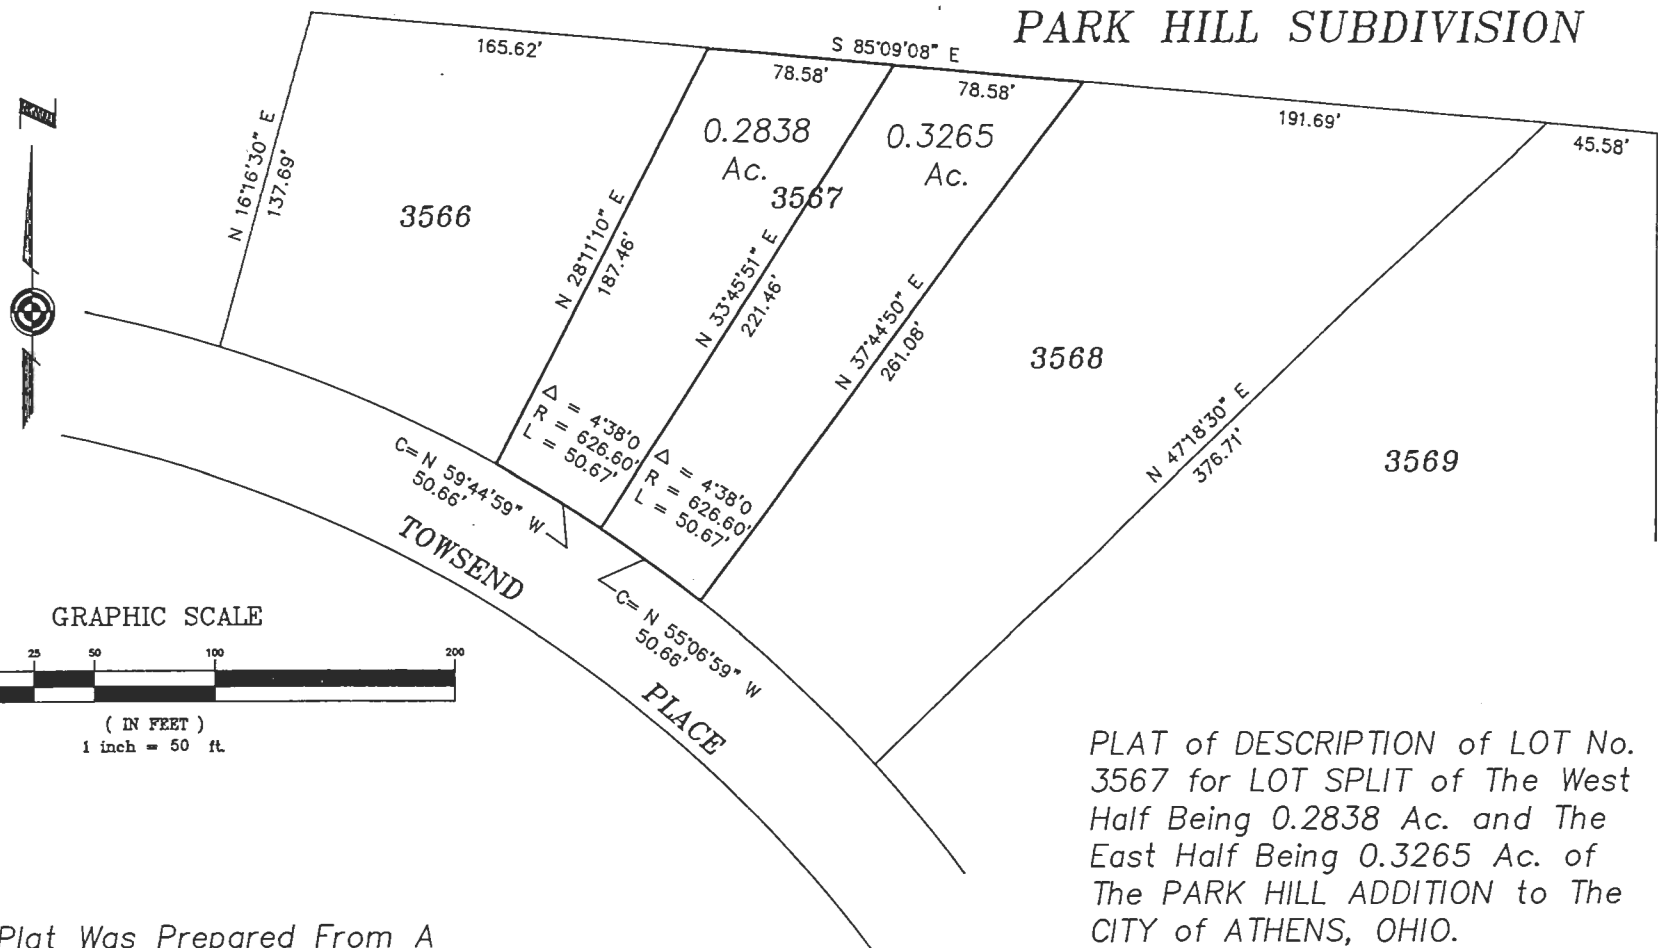 PARK HILL SUBDIVISION
165.62'
S 85°09'08" E
78.58'
78.58'
191.69'
45.58'
0.2838
Ac.
0.3265
Ac.
3567
N 16°16'30" E
137.69'
3566
N 28°11'10" E
187.46'
N 33°45'51" E
221.46'
N 37°44'50" E
261.08'
3568
N 47°18'30" E
376.71'
3569
Δ = 4°38'0
R = 626.60'
L = 50.67'
Δ = 4°38'0
R = 626.60'
L = 50.67'
C= N 59°44'59" W
50.66'
C= N 55°06'59" W
50.66'
TOWSEND
PLACE
GRAPHIC SCALE
25 50 100 200
( IN FEET )
1 inch = 50 ft.
PLAT of DESCRIPTION of LOT No.
3567 for LOT SPLIT of The West
Half Being 0.2838 Ac. and The
East Half Being 0.3265 Ac. of
The PARK HILL ADDITION to The
CITY of ATHENS, OHIO.
Plat Was Prepared From A